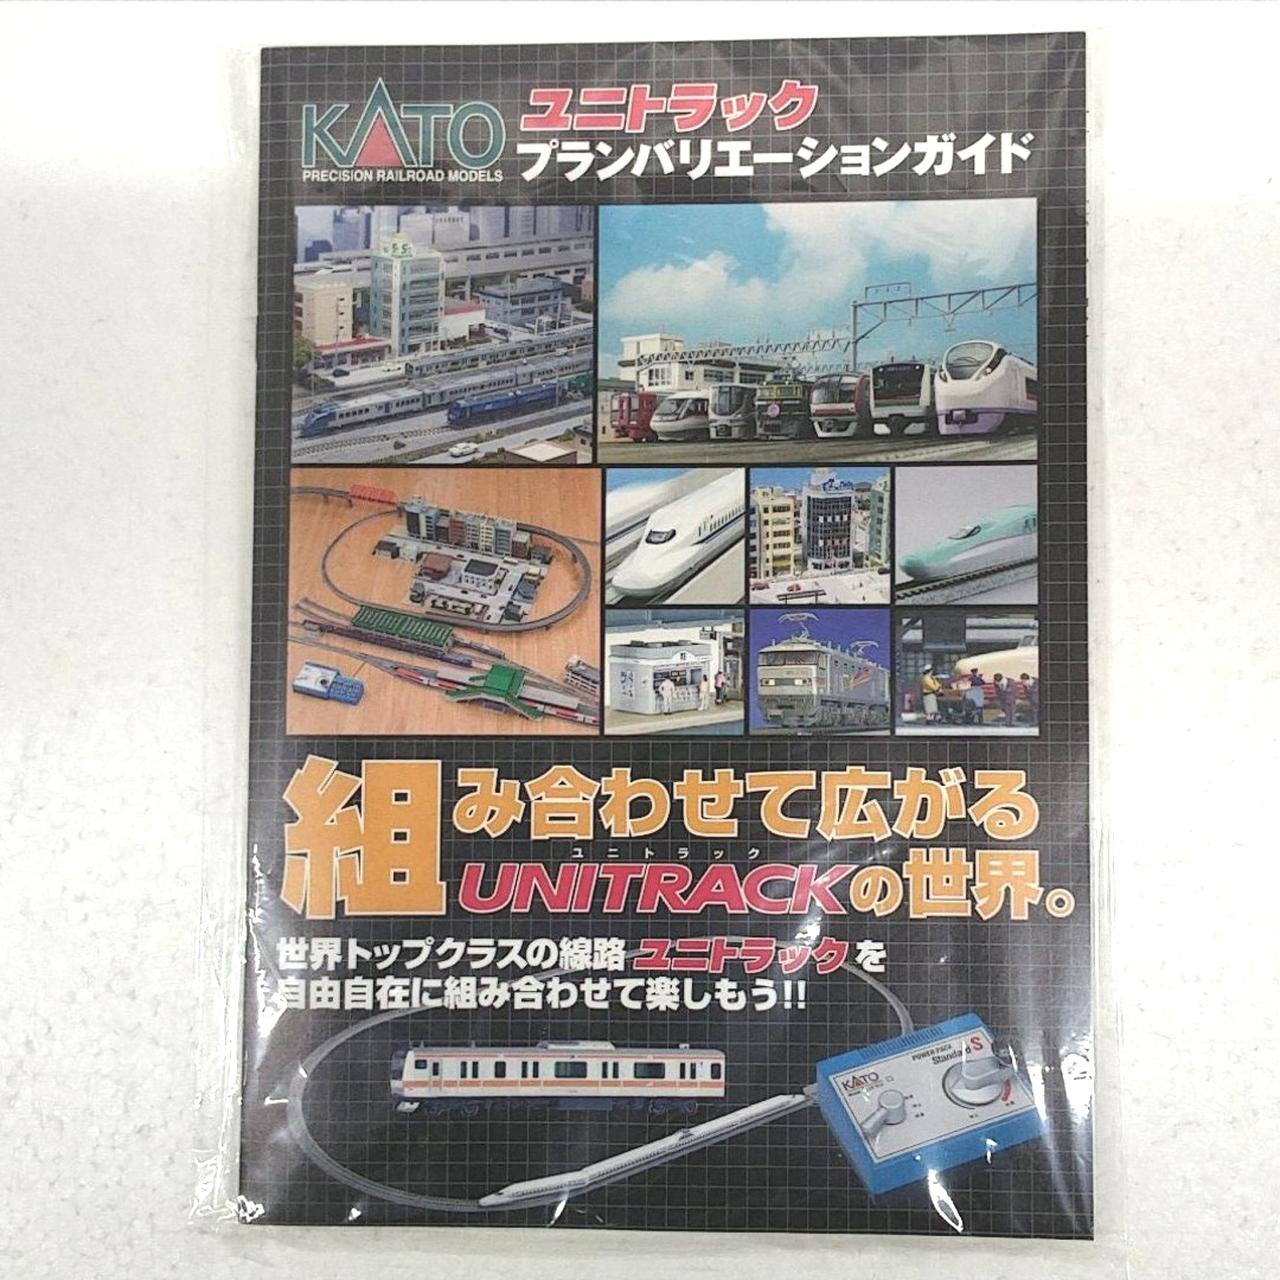 KATO
PRECISION RAILROAD MODELS
ユニトラック
プランバリエーションガイド
組み合わせて広がる
ユニトラック
UNITRACKの世界。
世界トップクラスの線路 ユニトラックを
自由自在に組み合わせて楽しもう!!
POWER PACK
Standard S
KATO